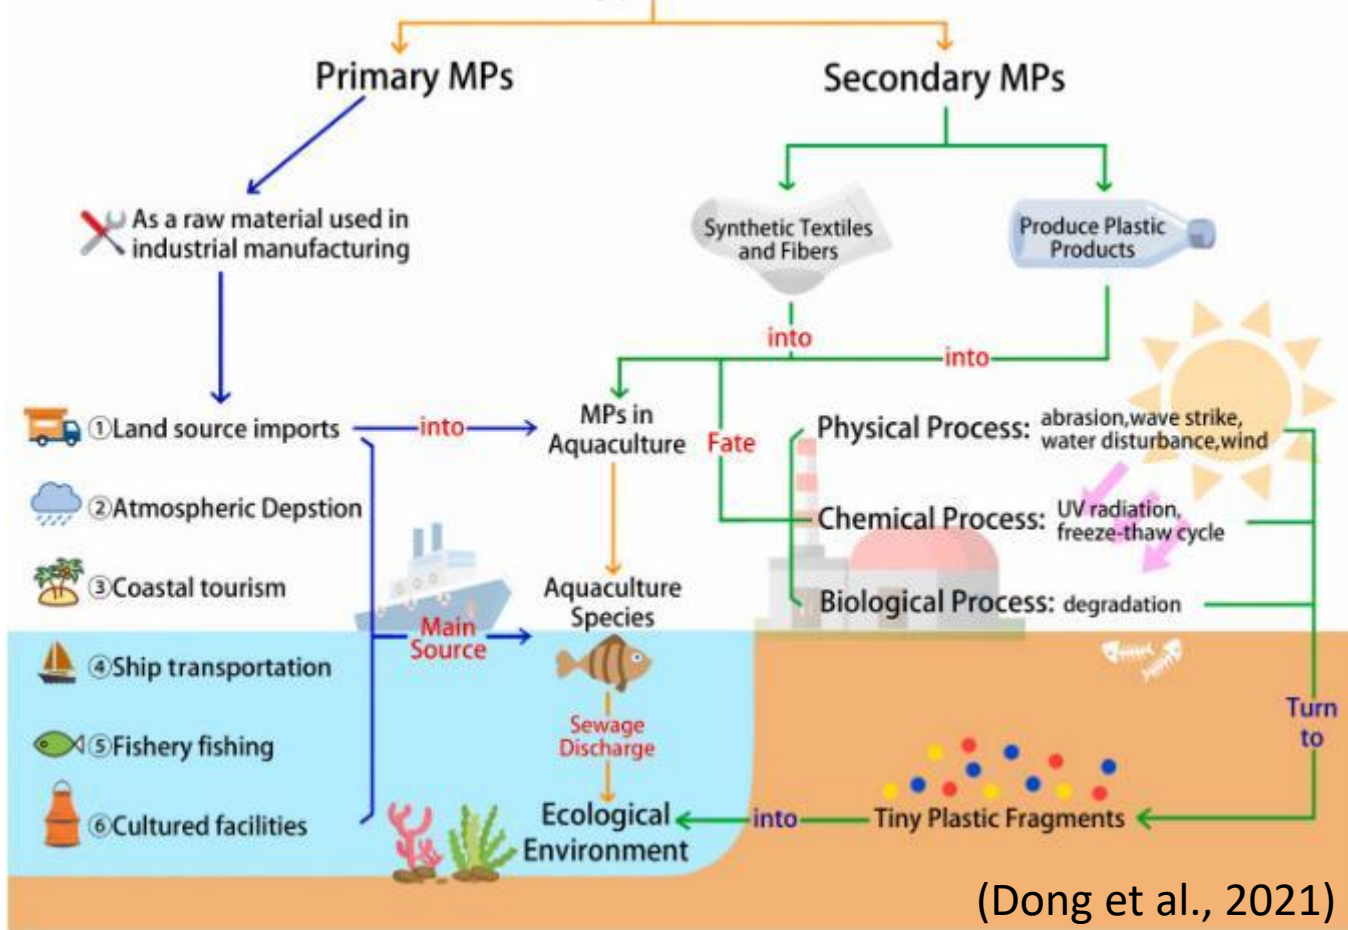 Primary MPs
Secondary MPs
As a raw material used in
industrial manufacturing
Synthetic Textiles
and Fibers
Produce Plastic
Products
into
into
①Land source imports
into
MPs in
Aquaculture
Fate
Physical Process: abrasion,wave strike,
water disturbance,wind
②Atmospheric Depstion
Chemical Process: UV radiation,
freeze-thaw cycle
③Coastal tourism
Aquaculture
Species
Biological Process: degradation
Main
Source
④Ship transportation
Sewage
Discharge
Turn
to
⑤Fishery fishing
⑥Cultured facilities
Ecological
Environment
into
Tiny Plastic Fragments
(Dong et al., 2021)